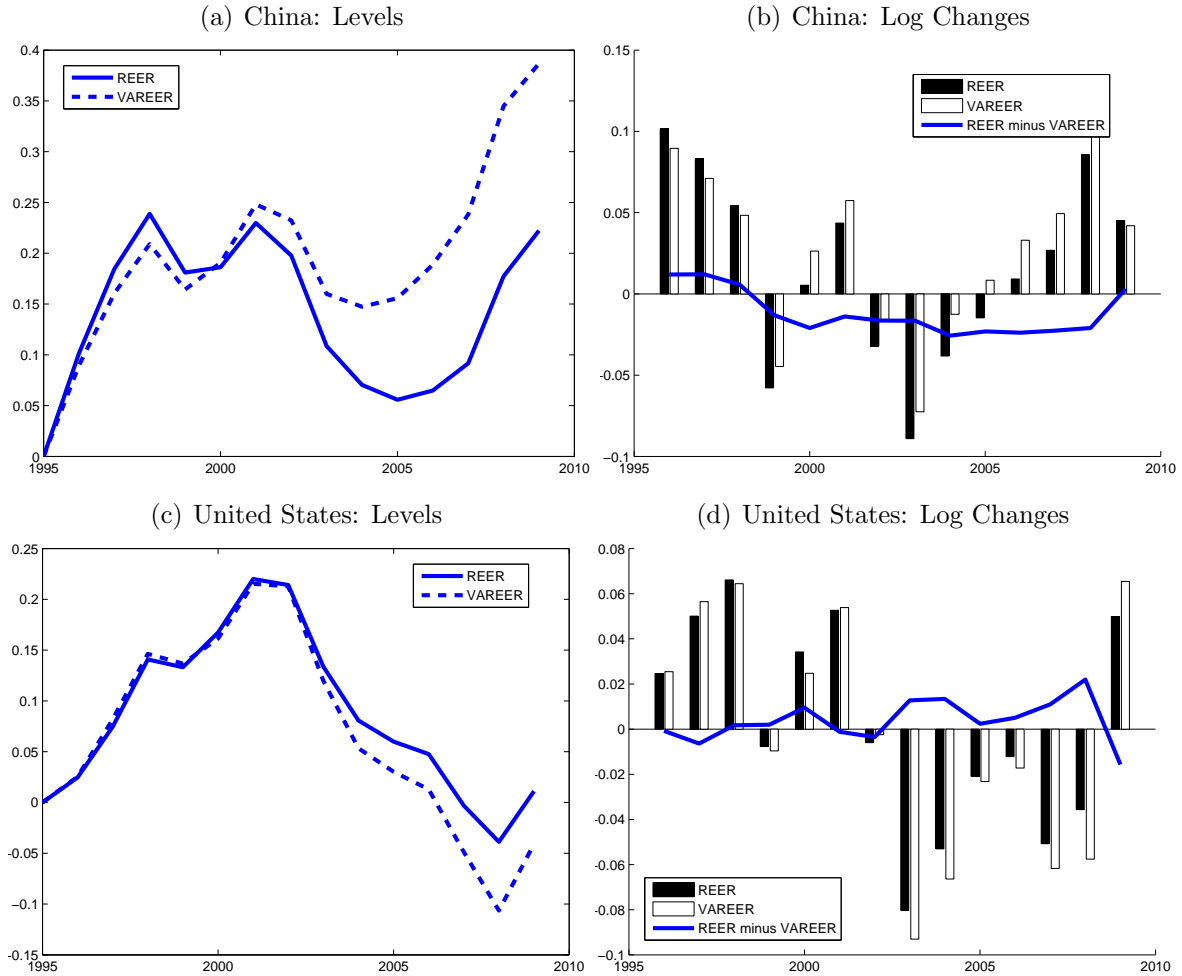 (a) China: Levels
0.4
0.35
0.3
0.25
0.2
0.15
0.1
0.05
0
1995 2000 2005 2010
REER
VAREER
(b) China: Log Changes
0.15
0.1
0.05
0
-0.05
−0.1
1995 2000 2005 2010
REER
VAREER
REER minus VAREER
(c) United States: Levels
0.25
0.2
0.15
0.1
0.05
0
-0.05
-0.1
-0.15
1995 2000 2005 2010
REER
VAREER
(d) United States: Log Changes
0.08
0.06
0.04
0.02
0
-0.02
-0.04
-0.06
-0.08
-0.1
1995 2000 2005 2010
REER
VAREER
REER minus VAREER